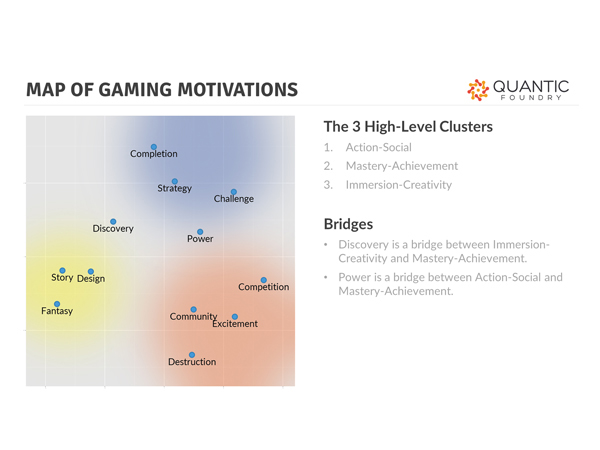 MAP OF GAMING MOTIVATIONS
QUANTIC
FOUNDRY
Completion
Strategy
Challenge
Discovery
Power
Story
Design
Competition
Fantasy
Community
Excitement
Destruction
The 3 High-Level Clusters
1. Action-Social
2. Mastery-Achievement
3. Immersion-Creativity
Bridges
• Discovery is a bridge between Immersion-
Creativity and Mastery-Achievement.
• Power is a bridge between Action-Social and
Mastery-Achievement.